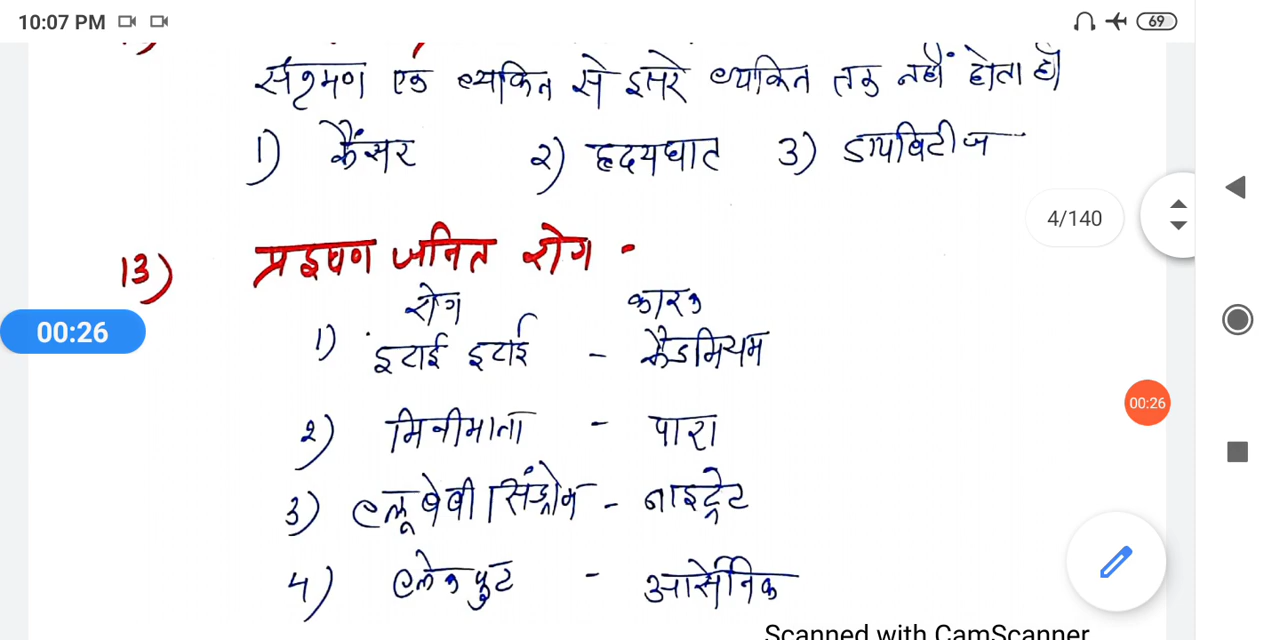 10:07 PM 69
संक्रमण एक व्यक्ति से दूसरे व्यक्ति तक नहीं होता है।
1) कैंसर 2) हृदयघात 3) डायबिटीज
4/140
13) प्रदूषण जनित रोग -
रोग कारक
00:26
1) इटाई इटाई - कैडमियम
00:26
2) मिनीमाता - पारा
3) ब्लू बेबी सिंड्रोम - नाइट्रेट
4) ब्लेक फुट - आर्सेनिक
Scanned with CamScanner